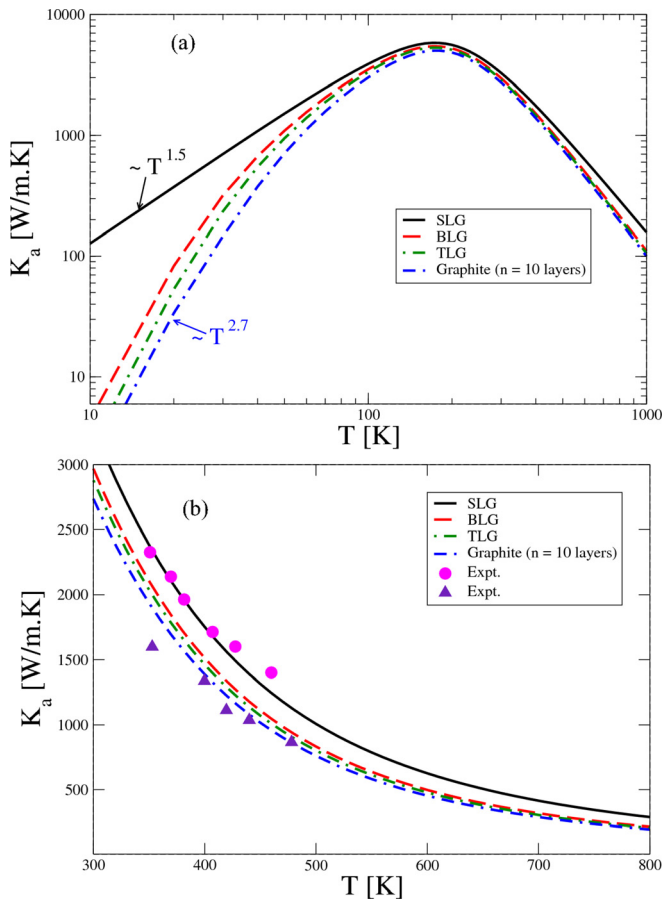 (a)
10000
1000
100
10
K_a [W/m.K]
~ T^1.5
~ T^2.7
SLG
BLG
TLG
Graphite (n = 10 layers)
10
100
1000
T [K]
(b)
3000
2500
2000
1500
1000
500
K_a [W/m.K]
SLG
BLG
TLG
Graphite (n = 10 layers)
Expt.
Expt.
300
400
500
600
700
800
T [K]